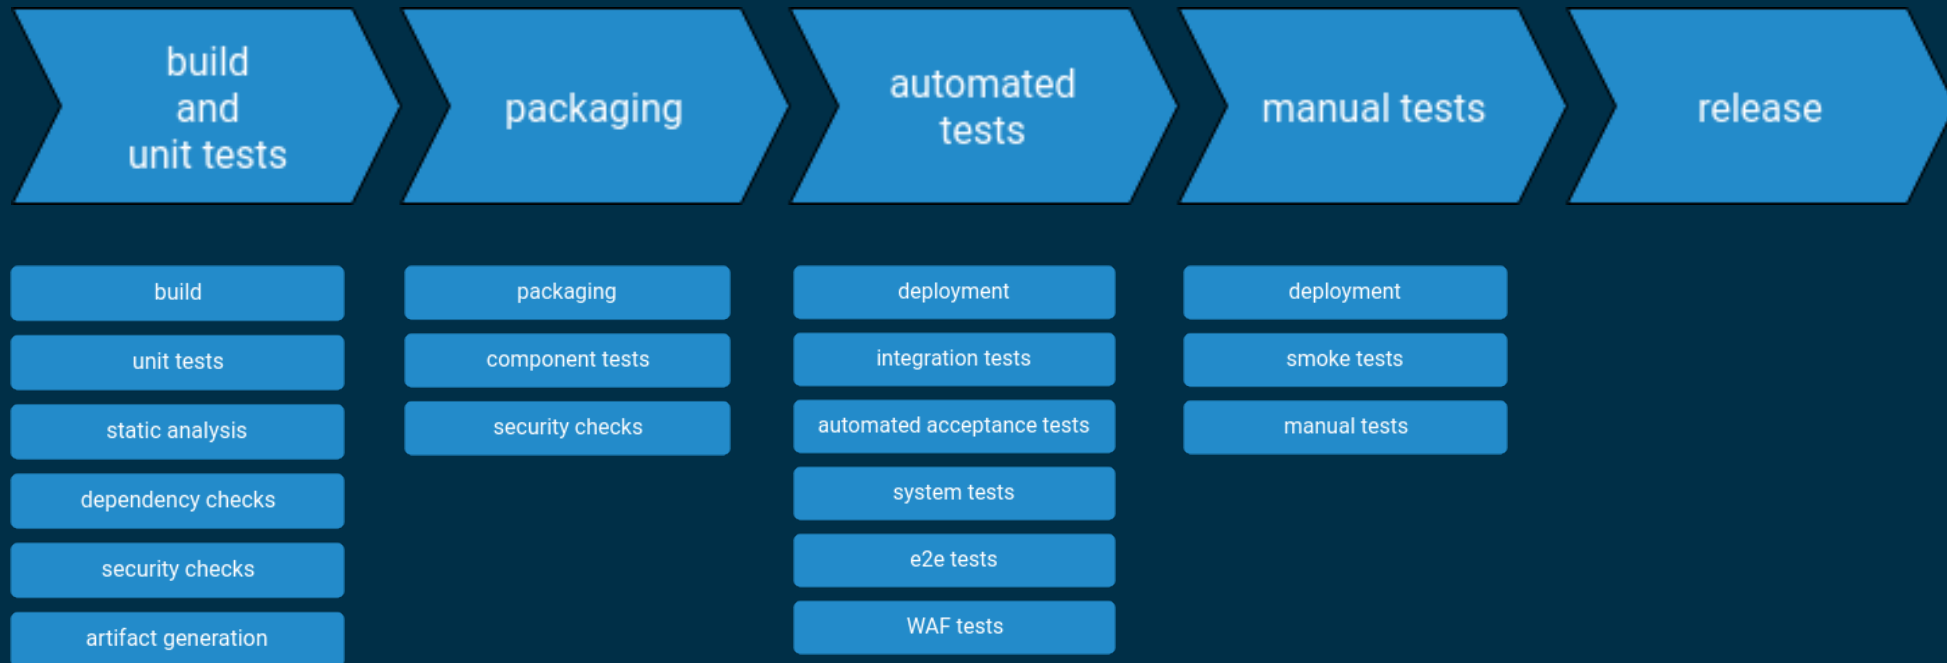 build
and
unit tests
packaging
automated
tests
manual tests
release
build
unit tests
static analysis
dependency checks
security checks
artifact generation
packaging
component tests
security checks
deployment
integration tests
automated acceptance tests
system tests
e2e tests
WAF tests
deployment
smoke tests
manual tests